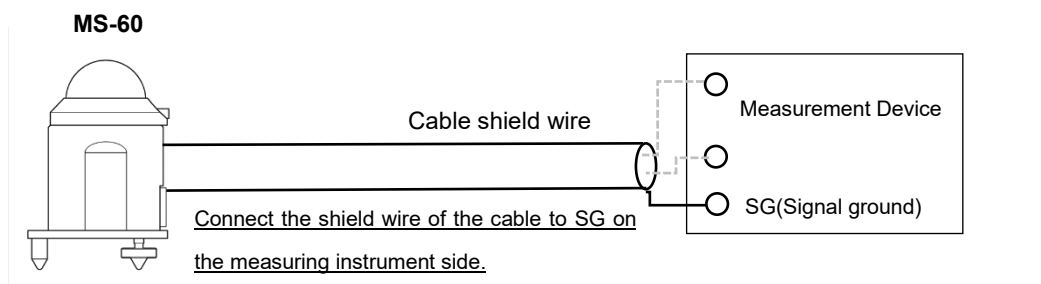 MS-60
Cable shield wire
Measurement Device
SG(Signal ground)
Connect the shield wire of the cable to SG on
the measuring instrument side.